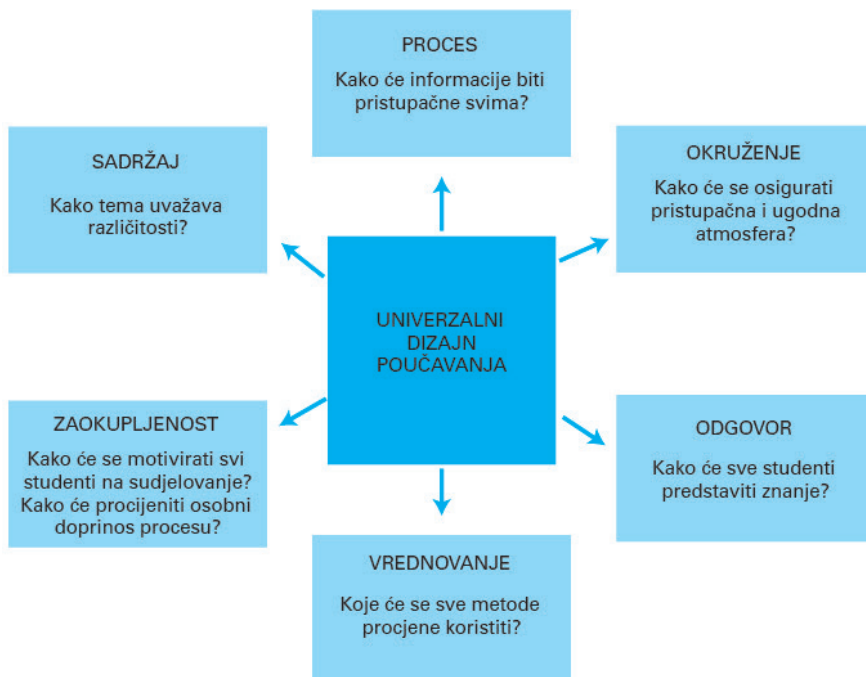 PROCES
Kako će informacije biti
pristupačne svima?
SADRŽAJ
Kako tema uvažava
različitosti?
OKRUŽENJE
Kako će se osigurati
pristupačna i ugodna
atmosfera?
UNIVERZALNI
DIZAJN
POUČAVANJA
ZAOKUPLJENOST
Kako će se motivirati svi
studenti na sudjelovanje?
Kako će procijeniti osobni
doprinos procesu?
ODGOVOR
Kako će sve studenti
predstaviti znanje?
VREDNOVANJE
Koje će se sve metode
procjene koristiti?